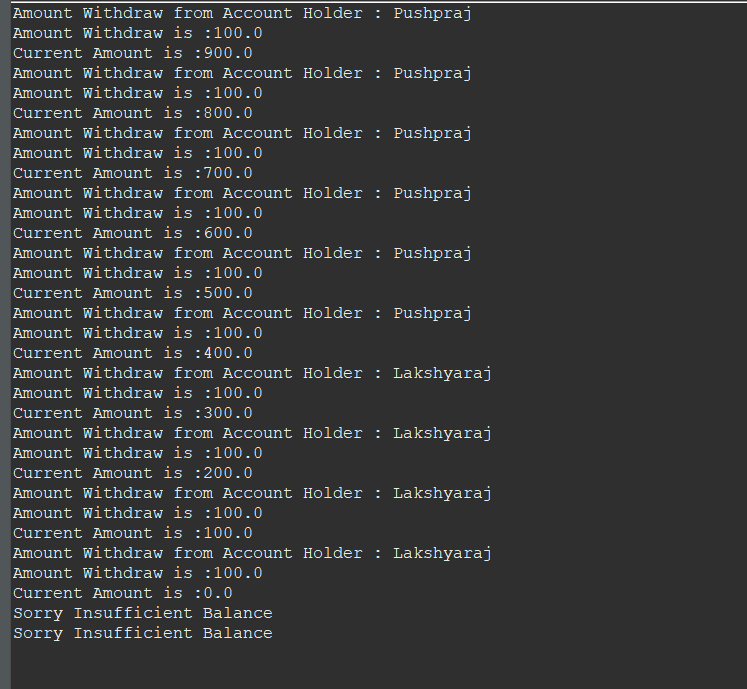 Amount Withdraw from Account Holder : Pushpraj
Amount Withdraw is :100.0
Current Amount is :900.0
Amount Withdraw from Account Holder : Pushpraj
Amount Withdraw is :100.0
Current Amount is :800.0
Amount Withdraw from Account Holder : Pushpraj
Amount Withdraw is :100.0
Current Amount is :700.0
Amount Withdraw from Account Holder : Pushpraj
Amount Withdraw is :100.0
Current Amount is :600.0
Amount Withdraw from Account Holder : Pushpraj
Amount Withdraw is :100.0
Current Amount is :500.0
Amount Withdraw from Account Holder : Pushpraj
Amount Withdraw is :100.0
Current Amount is :400.0
Amount Withdraw from Account Holder : Lakshyaraj
Amount Withdraw is :100.0
Current Amount is :300.0
Amount Withdraw from Account Holder : Lakshyaraj
Amount Withdraw is :100.0
Current Amount is :200.0
Amount Withdraw from Account Holder : Lakshyaraj
Amount Withdraw is :100.0
Current Amount is :100.0
Amount Withdraw from Account Holder : Lakshyaraj
Amount Withdraw is :100.0
Current Amount is :0.0
Sorry Insufficient Balance
Sorry Insufficient Balance